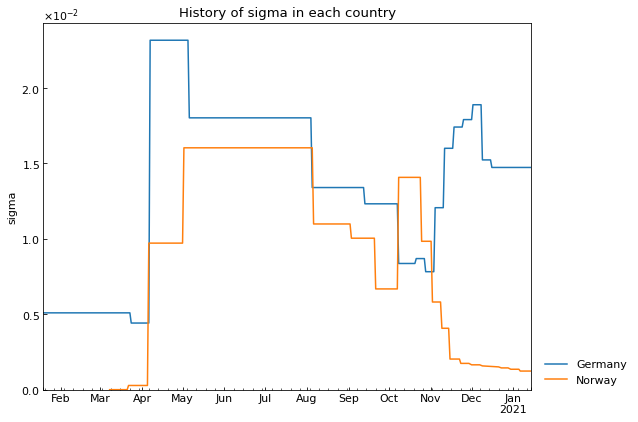 History of sigma in each country
×10⁻²
2.0
1.5
1.0
0.5
0.0
sigma
Feb Mar Apr May Jun Jul Aug Sep Oct Nov Dec Jan
2021
Germany
Norway